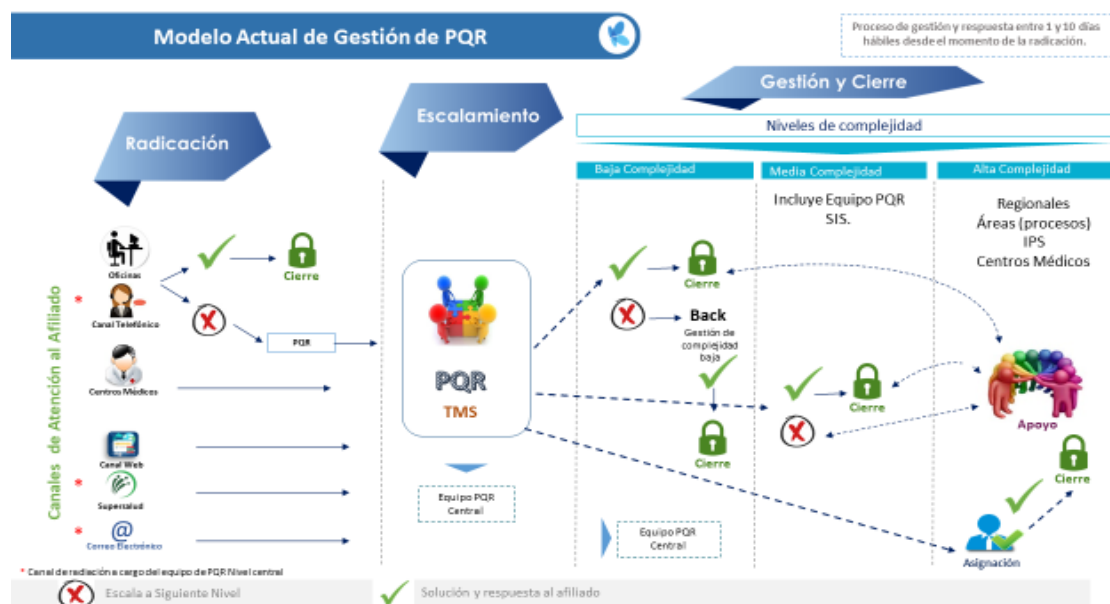 Modelo Actual de Gestión de PQR
Proceso de gestión y respuesta entre 1 y 10 días
hábiles desde el momento de la radicación.
Radicación
Escalamiento
Gestión y Cierre
Niveles de complejidad
Baja Complejidad
Media Complejidad
Alta Complejidad
Incluye Equipo PQR
SIS.
Regionales
Áreas (procesos)
IPS
Centros Médicos
Canales de Atención al Afiliado
Oficinas
Cierre
*
Canal Telefónico
PQR
Centros Médicos
Canal Web
*
Supersalud
*
@
Correo Electrónico
PQR
TMS
Equipo PQR
Central
Cierre
Back
Gestión de
complejidad
baja
Cierre
Equipo PQR
Central
Cierre
Apoyo
Cierre
Asignación
* Canal de radiación a cargo del equipo de PQR Nivel central
Escala a Siguiente Nivel
Solución y respuesta al afiliado